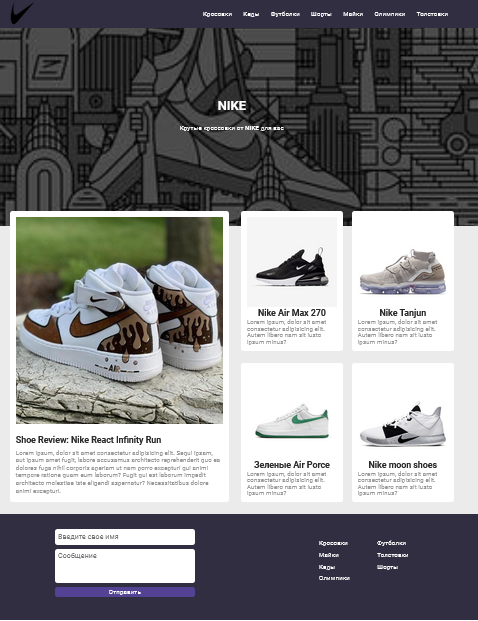 Кроссовки Кеды Футболки Шорты Майки Олимпики Толстовки
NIKE
Крутые кроссовки от NIKE для вас
AIR
Nike Air Max 270
Lorem ipsum, dolor sit amet
consectetur adipisicing elit.
Autem libero nam sit iusto
ipsum minus?
Nike Tanjun
Lorem ipsum, dolor sit amet
consectetur adipisicing elit.
Autem libero nam sit iusto
ipsum minus?
Shoe Review: Nike React Infinity Run
Lorem ipsum dolor sit amet consectetur adipisicing elit. Sequi ipsam,
aut ipsam fugit fugit, labore accusamus architecto reprehenderit quo ea
dolores fuga nihil corporis aperiam ut nam porro excepturi qui animi
tempore ratione quam eum laborum? Fugit qui est laborum impedit
architecto molestiae iste eligendi aspernatur? Necessitatibus dolore
animi excepturi.
Зеленые Air Force
Lorem ipsum, dolor sit amet
consectetur adipisicing elit.
Autem libero nam sit iusto
ipsum minus?
Nike moon shoes
Lorem ipsum, dolor sit amet
consectetur adipisicing elit.
Autem libero nam sit iusto
ipsum minus?
Введите свое имя
Сообщение
Отправить
Кроссовки
Майки
Кеды
Олимпики
Футболки
Толстовки
Шорты